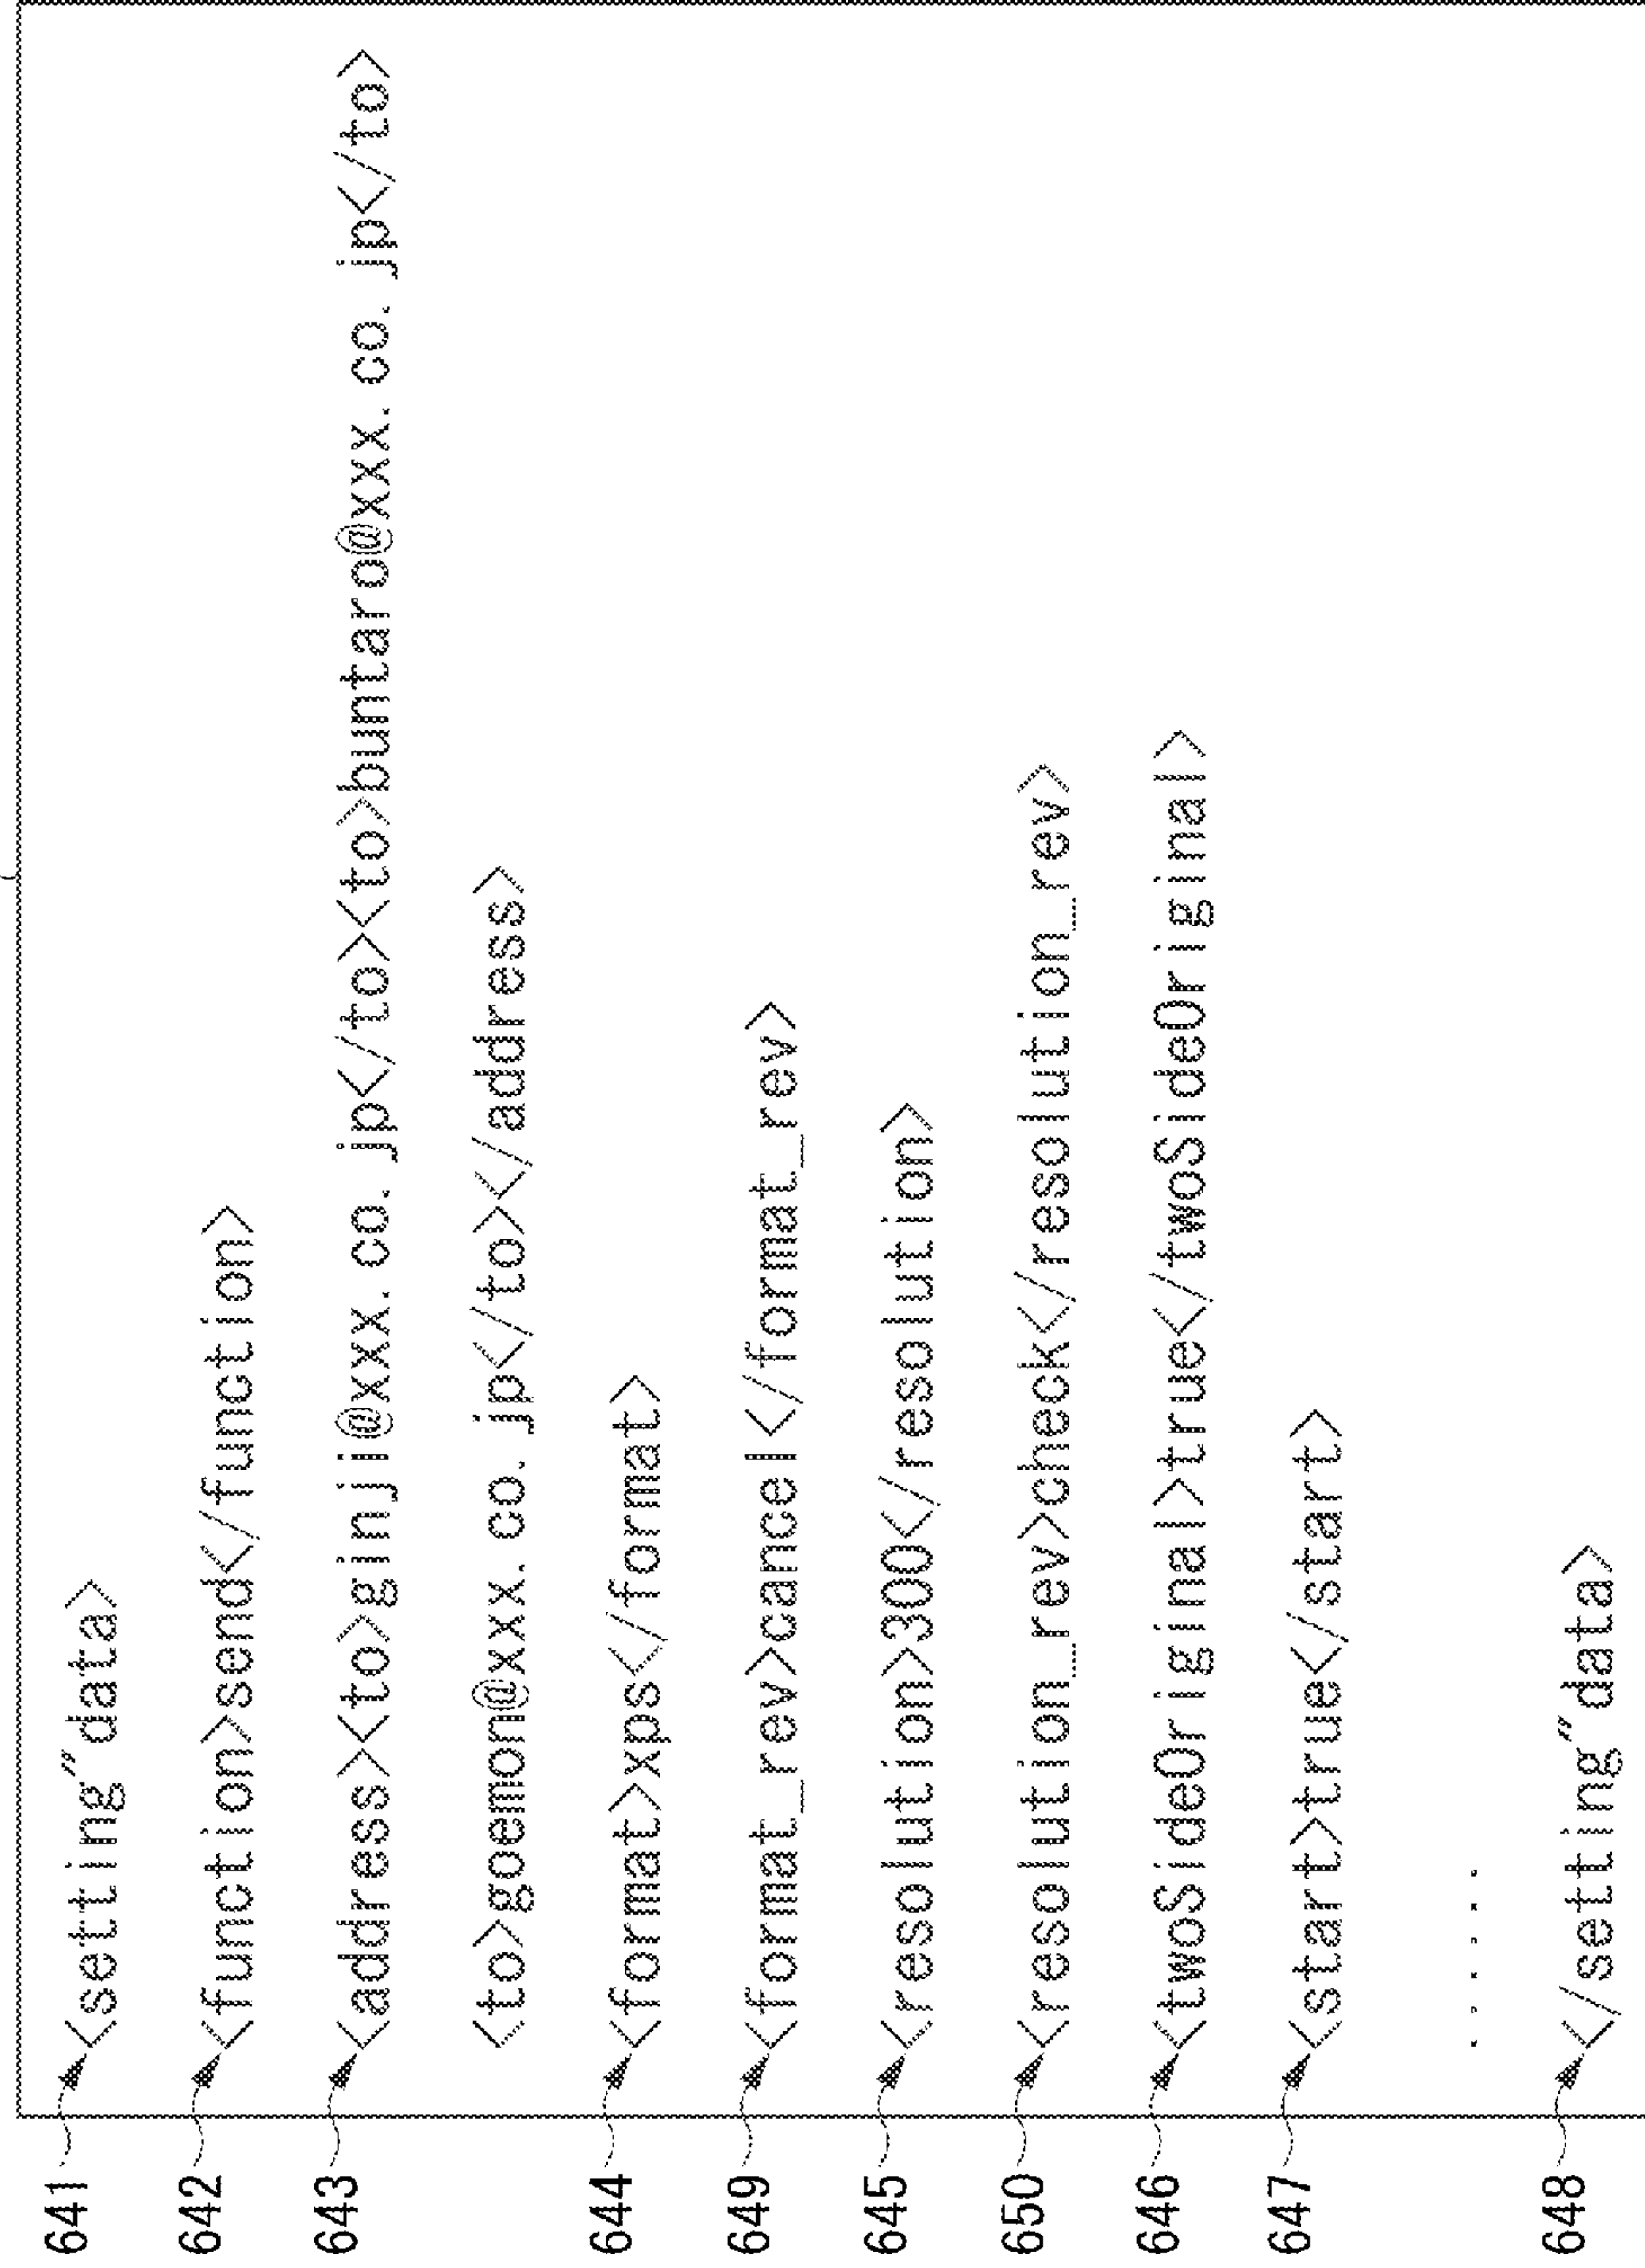 641 <setting"data>
642 <function>send</function>
643 <address><to>ginji@xxx.co.jp</to><to>buntaro@xxx.co.jp</to>
<to>goemon@xxx.co.jp</to></address>
644 <format>xps</format>
649 <format_rev>cancel</format_rev>
645 <resolution>300</resolution>
650 <resolution_rev>check</resolution_rev>
646 <twoSideOriginal>true</twoSideOriginal>
647 <start>true</start>
.....
648 </setting"data>